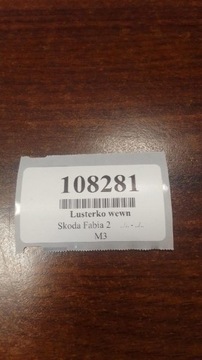 108281
Lusterko wewn
Skoda Fabia 2
M3